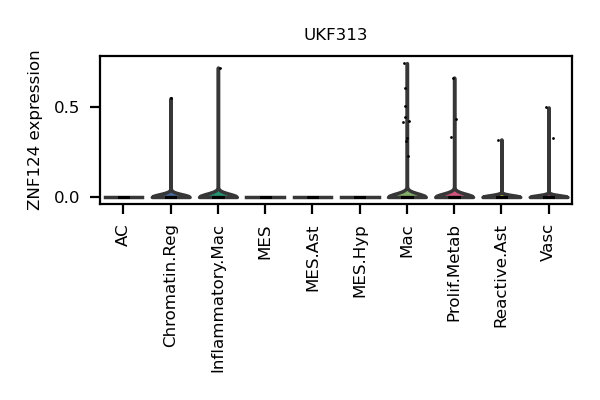 UKF313
ZNF124 expression
0.5
0.0
AC
Chromatin.Reg
Inflammatory.Mac
MES
MES.Ast
MES.Hyp
Mac
Prolif.Metab
Reactive.Ast
Vasc